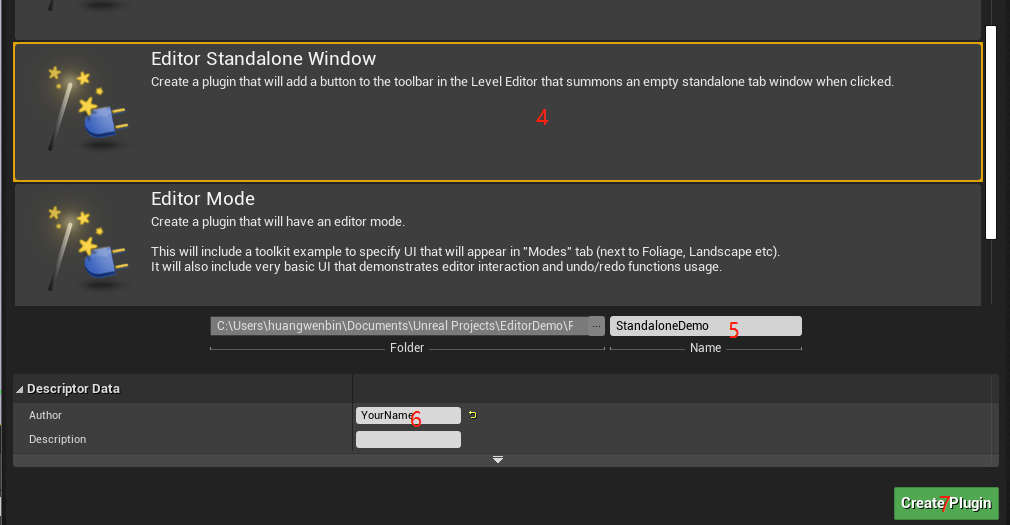 Editor Standalone Window
Create a plugin that will add a button to the toolbar in the Level Editor that summons an empty standalone tab window when clicked.
4
Editor Mode
Create a plugin that will have an editor mode.
This will include a toolkit example to specify UI that will appear in "Modes" tab (next to Foliage, Landscape etc).
It will also include very basic UI that demonstrates editor interaction and undo/redo functions usage.
C:\Users\huangwenbin\Documents\Unreal Projects\EditorDemo\F ... StandaloneDemo 5
Folder Name
Descriptor Data
Author YourName 6
Description
Create Plugin 7